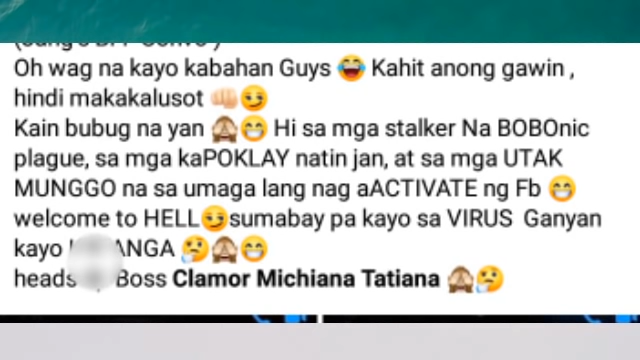 Oh wag na kayo kabahan Guys 😂 Kahit anong gawin ,
hindi makakalusot 👊🏻😏
Kain bubug na yan 🙈😁 Hi sa mga stalker Na BOBOnic
plague, sa mga kaPOKLAY natin jan, at sa mga UTAK
MUNGGO na sa umaga lang nag aACTIVATE ng Fb 😁
welcome to HELL😏sumabay pa kayo sa VIRUS Ganyan
kayo 🤔🙈😁
Boss Clamor Michiana Tatiana 🙈🤔